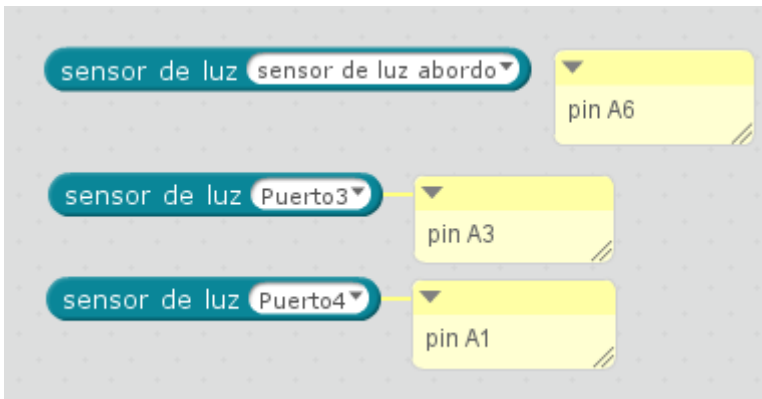 sensor de luz sensor de luz abordo
pin A6
sensor de luz Puerto3
pin A3
sensor de luz Puerto4
pin A1